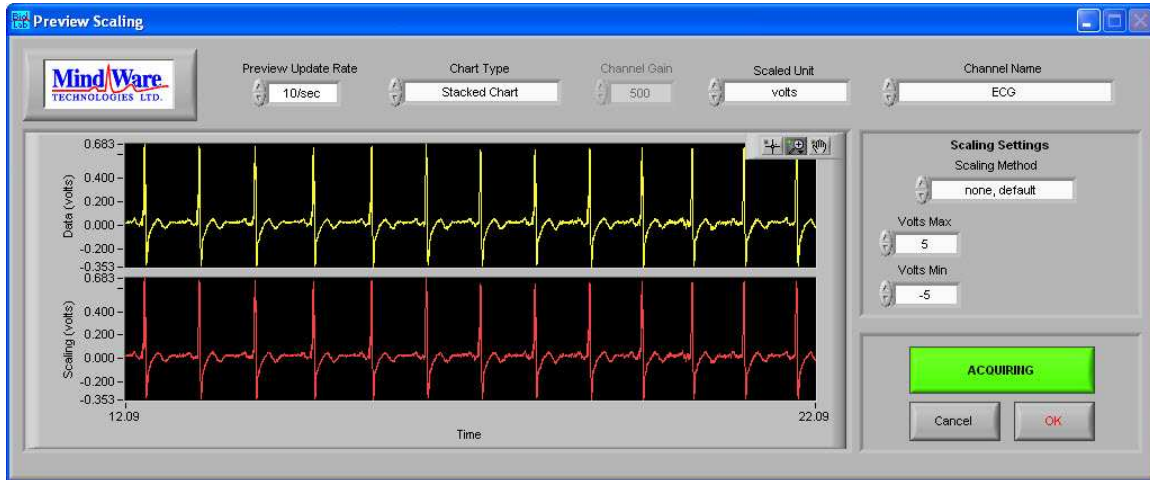 BioLab
Preview Scaling
MindWare
TECHNOLOGIES LTD.
Preview Update Rate
10/sec
Chart Type
Stacked Chart
Channel Gain
500
Scaled Unit
volts
Channel Name
ECG
Data (volts)
0.683
0.400
0.200
0.000
-0.200
-0.353
Scaling (volts)
0.683
0.400
0.200
0.000
-0.200
-0.353
12.09
22.09
Time
Scaling Settings
Scaling Method
none, default
Volts Max
5
Volts Min
-5
ACQUIRING
Cancel
OK